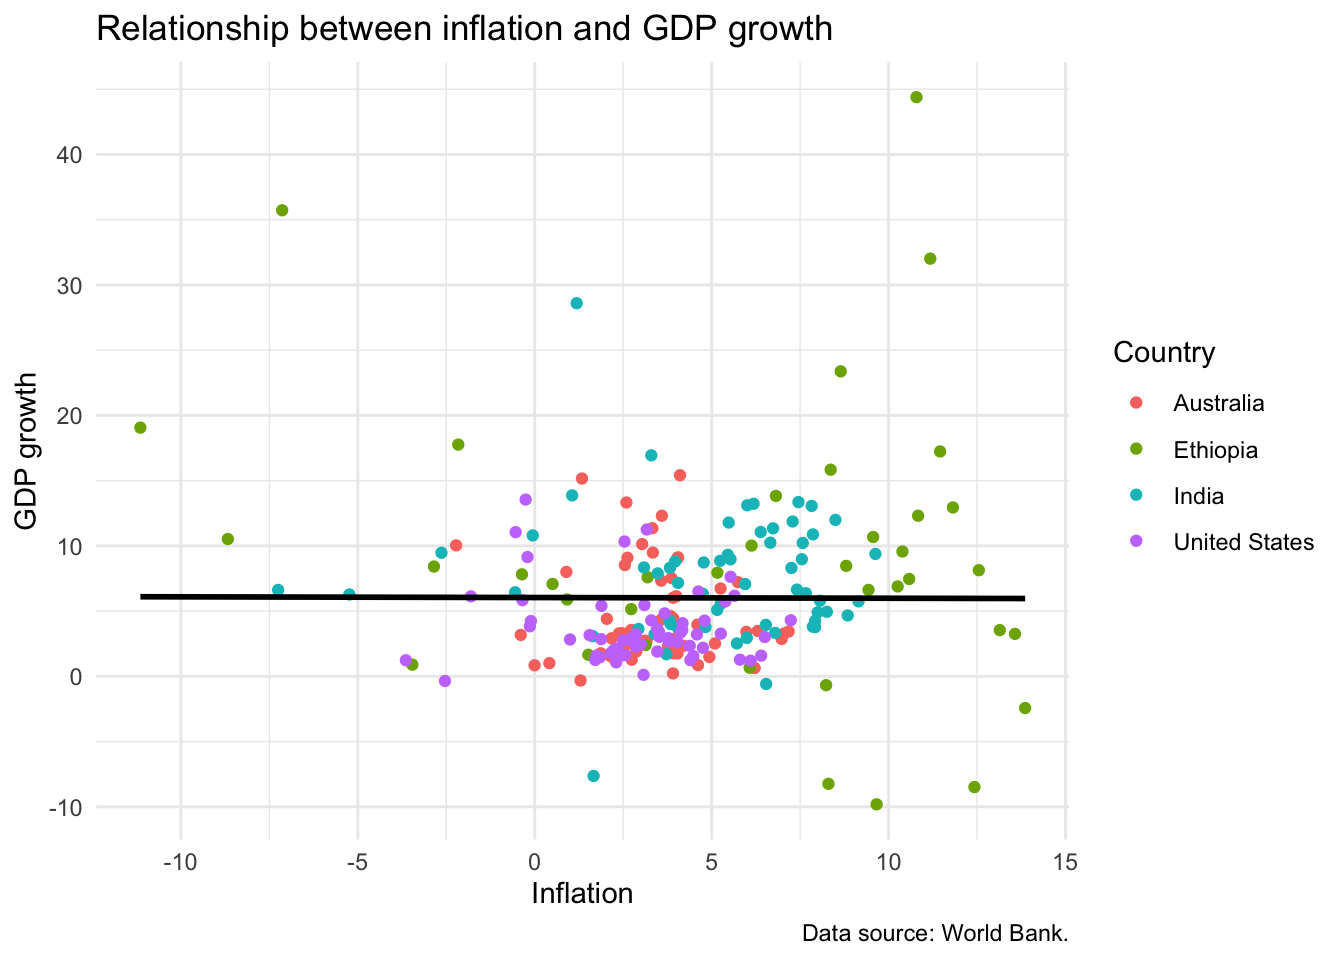 Relationship between inflation and GDP growth
GDP growth
40
30
20
10
0
-10
-10
-5
0
5
10
15
Inflation
Country
Australia
Ethiopia
India
United States
Data source: World Bank.